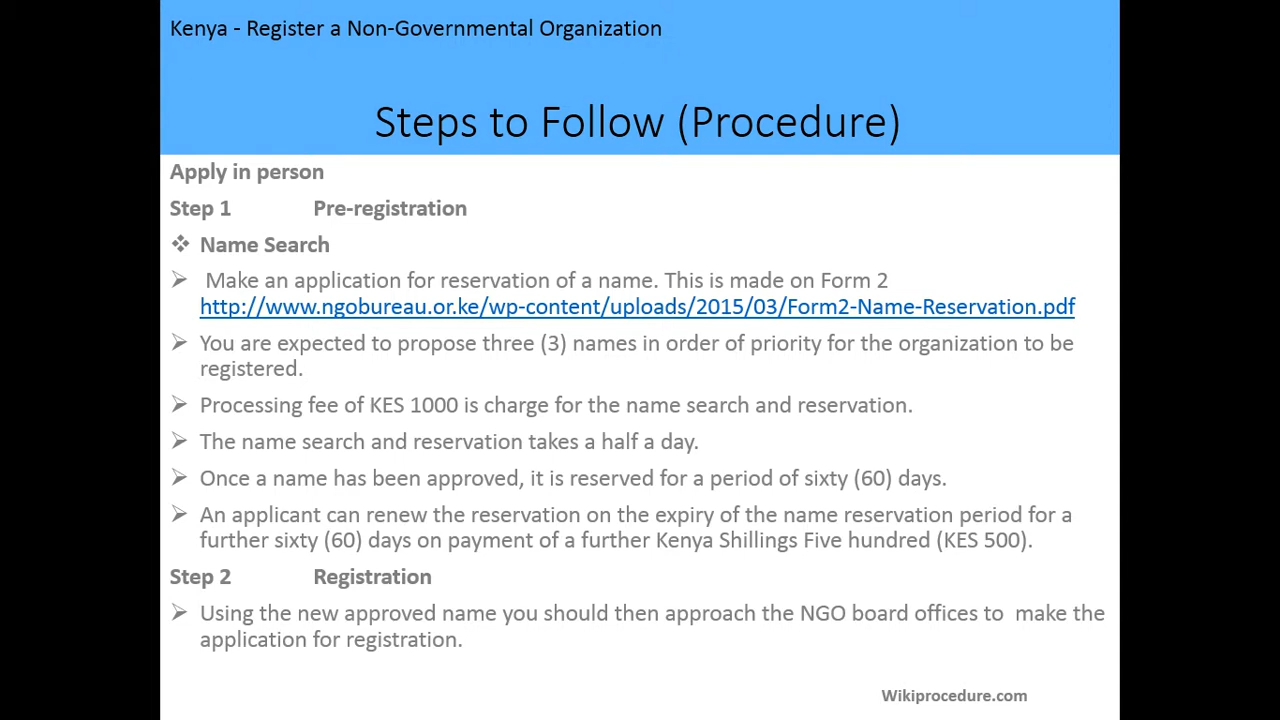 Kenya - Register a Non-Governmental Organization
Steps to Follow (Procedure)
Apply in person
Step 1 Pre-registration
❖ Name Search
➢ Make an application for reservation of a name. This is made on Form 2
http://www.ngobureau.or.ke/wp-content/uploads/2015/03/Form2-Name-Reservation.pdf
➢ You are expected to propose three (3) names in order of priority for the organization to be
registered.
➢ Processing fee of KES 1000 is charge for the name search and reservation.
➢ The name search and reservation takes a half a day.
➢ Once a name has been approved, it is reserved for a period of sixty (60) days.
➢ An applicant can renew the reservation on the expiry of the name reservation period for a
further sixty (60) days on payment of a further Kenya Shillings Five hundred (KES 500).
Step 2 Registration
➢ Using the new approved name you should then approach the NGO board offices to make the
application for registration.
Wikiprocedure.com